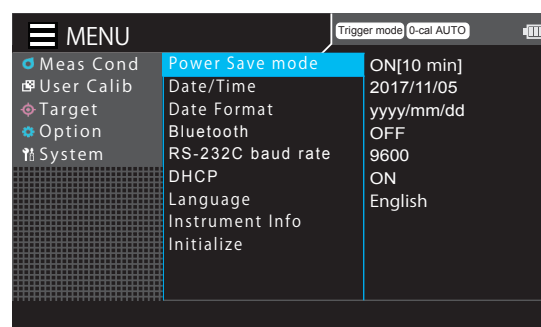 MENU
Trigger mode 0-cal AUTO
Meas Cond
User Calib
Target
Option
System
Power Save mode ON[10 min]
Date/Time 2017/11/05
Date Format yyyy/mm/dd
Bluetooth OFF
RS-232C baud rate 9600
DHCP ON
Language English
Instrument Info
Initialize